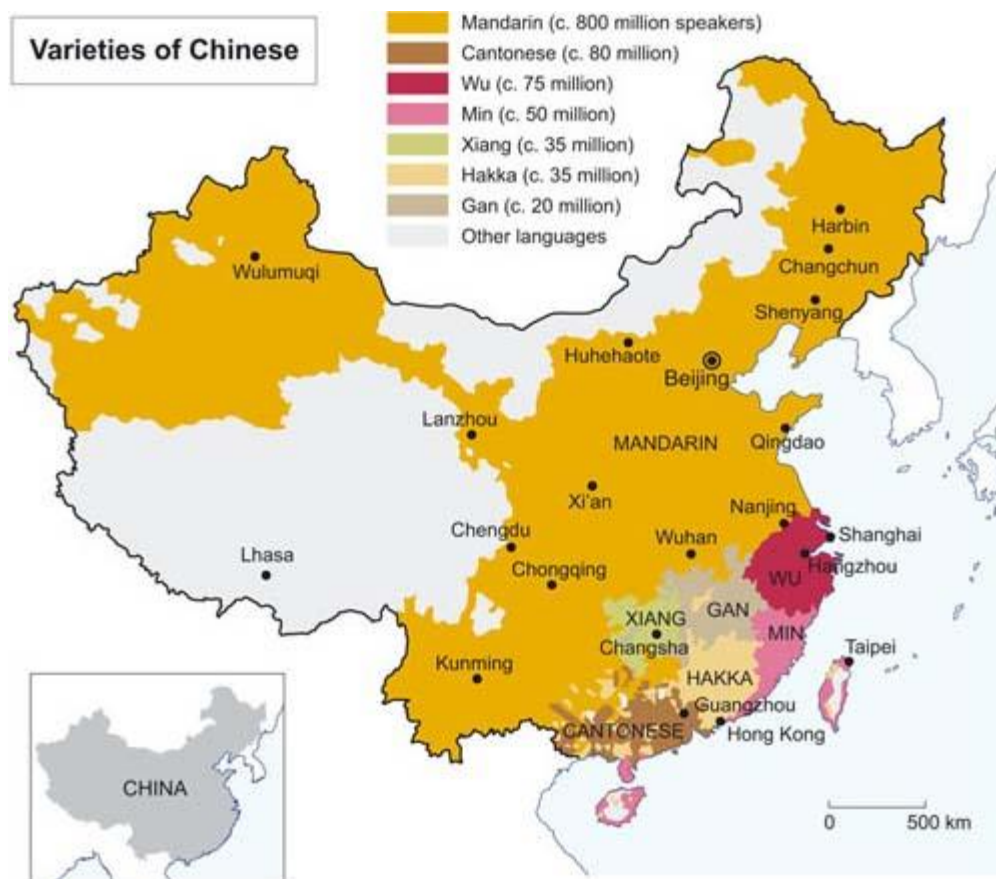 Varieties of Chinese
Mandarin (c. 800 million speakers)
Cantonese (c. 80 million)
Wu (c. 75 million)
Min (c. 50 million)
Xiang (c. 35 million)
Hakka (c. 35 million)
Gan (c. 20 million)
Other languages
Harbin
Wulumuqi
Changchun
Shenyang
Huhehaote
Beijing
Lanzhou
MANDARIN
Qingdao
Xi'an
Nanjing
Chengdu
Wuhan
Shanghai
Lhasa
Chongqing
Hangzhou
WU
GAN
XIANG
MIN
Changsha
Taipei
Kunming
HAKKA
Guangzhou
CANTONESE
Hong Kong
CHINA
0 500 km